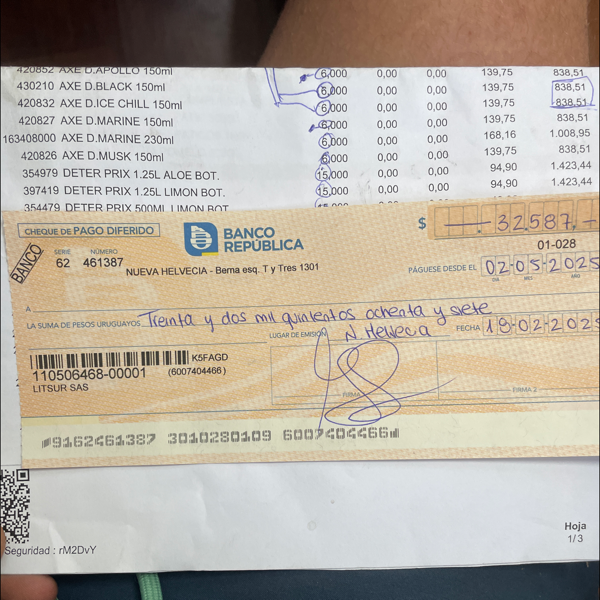 420852 AXE D.APOLLO 150ml 6,000 0,00 0,00 139,75 838,51
430210 AXE D.BLACK 150ml 6,000 0,00 0,00 139,75 838,51
420832 AXE D.ICE CHILL 150ml 6,000 0,00 0,00 139,75 838,51
420827 AXE D.MARINE 150ml 6,000 0,00 0,00 139,75 838,51
163408000 AXE D.MARINE 230ml 6,000 0,00 0,00 168,16 1.008,95
420826 AXE D.MUSK 150ml 6,000 0,00 0,00 139,75 838,51
354979 DETER PRIX 1.25L ALOE BOT. 15,000 0,00 0,00 94,90 1.423,44
397419 DETER PRIX 1.25L LIMON BOT. 15,000 0,00 0,00 94,90 1.423,44
354479 DETER PRIX 500ML LIMON BOT
CHEQUE DE PAGO DIFERIDO
BANCO REPÚBLICA
$ 32.587.-
01-028
BANCO
SERIE NÚMERO
62 461387
NUEVA HELVECIA - Berna esq. T y Tres 1301
PÁGUESE DESDE EL 02-05-2025
DIA MES AÑO
A
LA SUMA DE PESOS URUGUAYOS Treinta y dos mil quinientos ochenta y siete
LUGAR DE EMISIÓN N. Helvecia FECHA 19-02-2025
K5FAGD
110506468-00001 (6007404466)
LITSUR SAS
FIRMA 1 FIRMA 2
9162461387 3010280109 6007404466
Seguridad : rM2DvY
Hoja
1/3